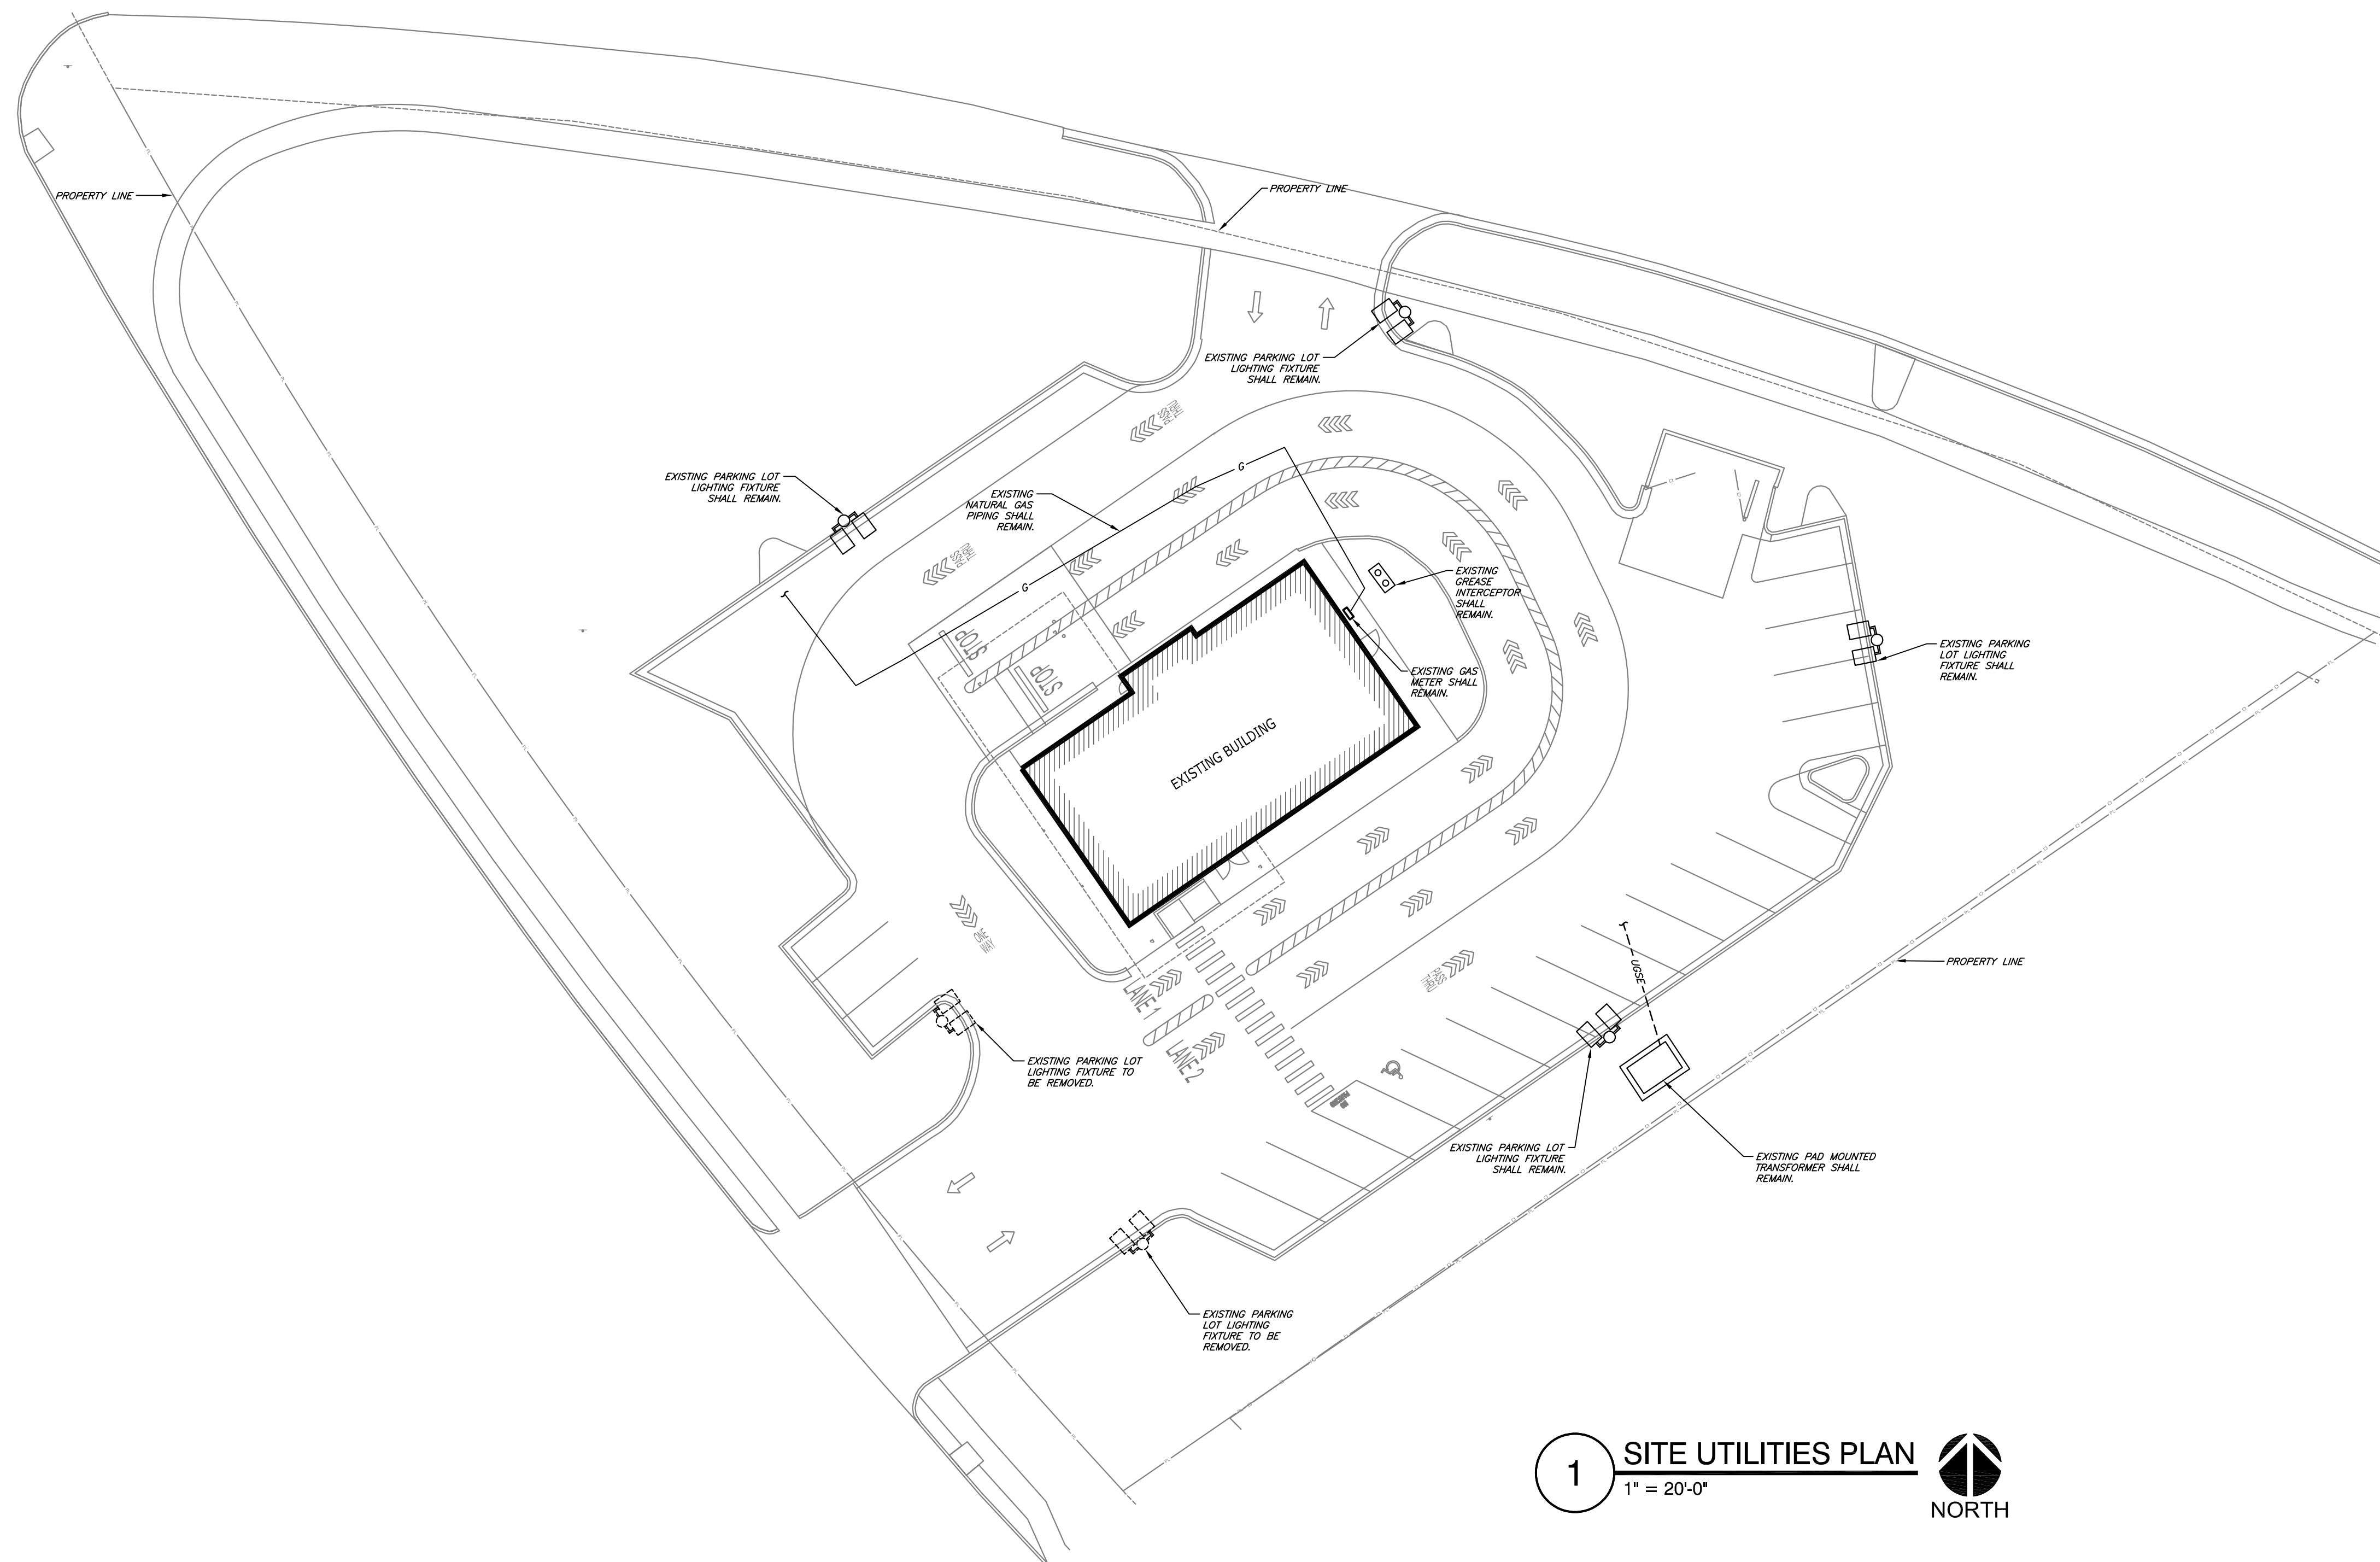 PROPERTY LINE
PROPERTY LINE
EXISTING PARKING LOT
LIGHTING FIXTURE
SHALL REMAIN.
EXISTING PARKING LOT
LIGHTING FIXTURE
SHALL REMAIN.
EXISTING
NATURAL GAS
PIPING SHALL
REMAIN.
G
G
EXISTING
GREASE
INTERCEPTOR
SHALL
REMAIN.
EXISTING GAS
METER SHALL
REMAIN.
EXISTING PARKING
LOT LIGHTING
FIXTURE SHALL
REMAIN.
STOP
STOP
EXISTING BUILDING
ONE
WAY
LANE 1
LANE 2
UGSE
PROPERTY LINE
EXISTING PARKING LOT
LIGHTING FIXTURE TO
BE REMOVED.
EXISTING PARKING LOT
LIGHTING FIXTURE
SHALL REMAIN.
EXISTING PAD MOUNTED
TRANSFORMER SHALL
REMAIN.
EXISTING PARKING
LOT LIGHTING
FIXTURE TO BE
REMOVED.
1
SITE UTILITIES PLAN
1" = 20'-0"
NORTH